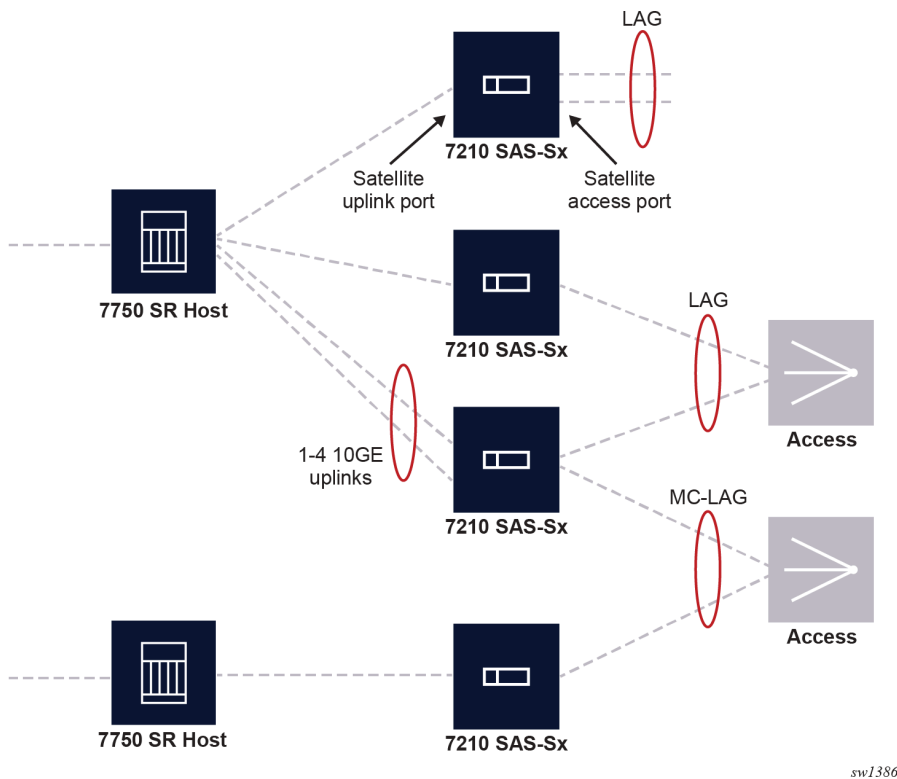 LAG
7210 SAS-Sx
Satellite
uplink port
Satellite
access port
7750 SR Host
7210 SAS-Sx
LAG
Access
1-4 10GE
uplinks
7210 SAS-Sx
MC-LAG
Access
7750 SR Host
7210 SAS-Sx
sw1386